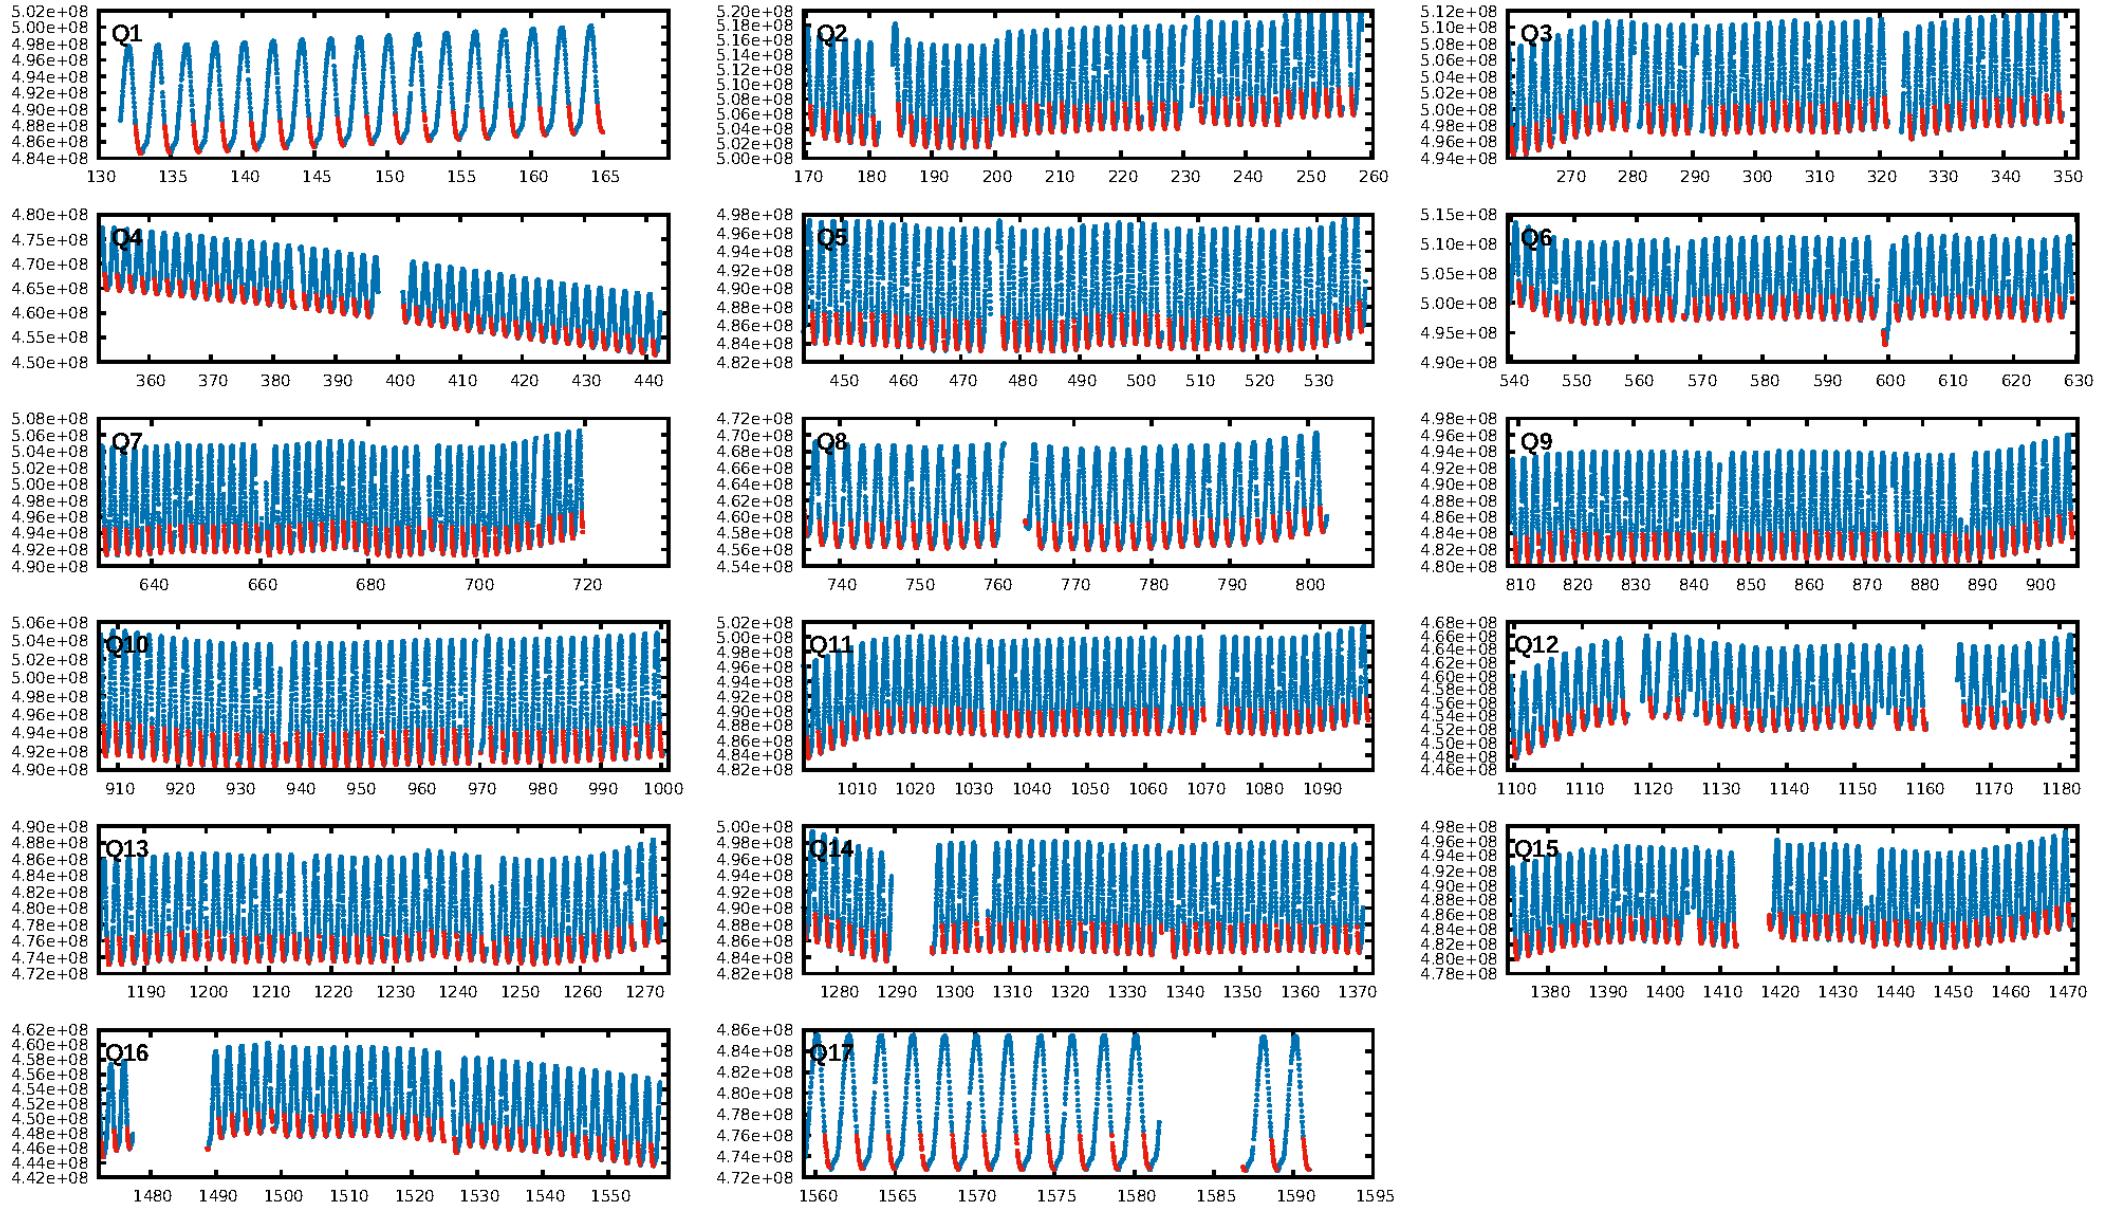 5.02e+08
5.00e+08
4.98e+08
4.96e+08
4.94e+08
4.92e+08
4.90e+08
4.88e+08
4.86e+08
4.84e+08
Q1
130 135 140 145 150 155 160 165
5.20e+08
5.18e+08
5.16e+08
5.14e+08
5.12e+08
5.10e+08
5.08e+08
5.06e+08
5.04e+08
5.02e+08
5.00e+08
Q2
170 180 190 200 210 220 230 240 250 260
5.12e+08
5.10e+08
5.08e+08
5.06e+08
5.04e+08
5.02e+08
5.00e+08
4.98e+08
4.96e+08
4.94e+08
Q3
270 280 290 300 310 320 330 340 350
4.80e+08
4.75e+08
4.70e+08
4.65e+08
4.60e+08
4.55e+08
4.50e+08
Q4
360 370 380 390 400 410 420 430 440
4.98e+08
4.96e+08
4.94e+08
4.92e+08
4.90e+08
4.88e+08
4.86e+08
4.84e+08
4.82e+08
Q5
450 460 470 480 490 500 510 520 530
5.15e+08
5.10e+08
5.05e+08
5.00e+08
4.95e+08
4.90e+08
Q6
540 550 560 570 580 590 600 610 620 630
5.08e+08
5.06e+08
5.04e+08
5.02e+08
5.00e+08
4.98e+08
4.96e+08
4.94e+08
4.92e+08
4.90e+08
Q7
640 660 680 700 720
4.72e+08
4.70e+08
4.68e+08
4.66e+08
4.64e+08
4.62e+08
4.60e+08
4.58e+08
4.56e+08
4.54e+08
Q8
740 750 760 770 780 790 800
4.98e+08
4.96e+08
4.94e+08
4.92e+08
4.90e+08
4.88e+08
4.86e+08
4.84e+08
4.82e+08
4.80e+08
Q9
810 820 830 840 850 860 870 880 890 900
5.06e+08
5.04e+08
5.02e+08
5.00e+08
4.98e+08
4.96e+08
4.94e+08
4.92e+08
4.90e+08
Q10
910 920 930 940 950 960 970 980 990 1000
5.02e+08
5.00e+08
4.98e+08
4.96e+08
4.94e+08
4.92e+08
4.90e+08
4.88e+08
4.86e+08
4.84e+08
4.82e+08
Q11
1010 1020 1030 1040 1050 1060 1070 1080 1090
4.68e+08
4.66e+08
4.64e+08
4.62e+08
4.60e+08
4.58e+08
4.56e+08
4.54e+08
4.52e+08
4.50e+08
4.48e+08
4.46e+08
Q12
1100 1110 1120 1130 1140 1150 1160 1170 1180
4.90e+08
4.88e+08
4.86e+08
4.84e+08
4.82e+08
4.80e+08
4.78e+08
4.76e+08
4.74e+08
4.72e+08
Q13
1190 1200 1210 1220 1230 1240 1250 1260 1270
5.00e+08
4.98e+08
4.96e+08
4.94e+08
4.92e+08
4.90e+08
4.88e+08
4.86e+08
4.84e+08
4.82e+08
Q14
1280 1290 1300 1310 1320 1330 1340 1350 1360 1370
4.98e+08
4.96e+08
4.94e+08
4.92e+08
4.90e+08
4.88e+08
4.86e+08
4.84e+08
4.82e+08
4.80e+08
4.78e+08
Q15
1380 1390 1400 1410 1420 1430 1440 1450 1460 1470
4.62e+08
4.60e+08
4.58e+08
4.56e+08
4.54e+08
4.52e+08
4.50e+08
4.48e+08
4.46e+08
4.44e+08
4.42e+08
Q16
1480 1490 1500 1510 1520 1530 1540 1550
4.86e+08
4.84e+08
4.82e+08
4.80e+08
4.78e+08
4.76e+08
4.74e+08
4.72e+08
Q17
1560 1565 1570 1575 1580 1585 1590 1595